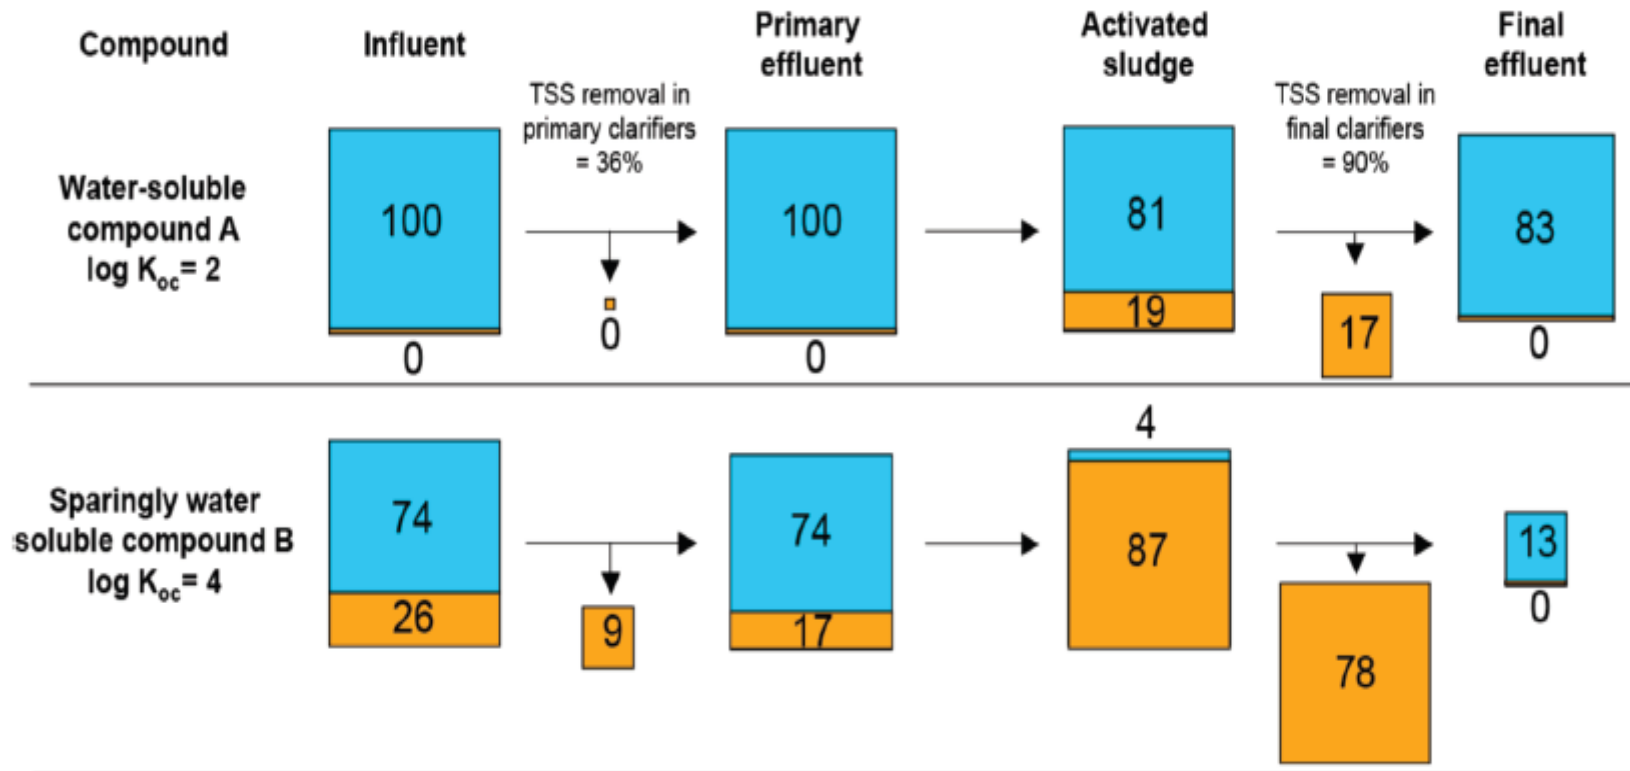 Compound
Influent
Primary
effluent
Activated
sludge
Final
effluent
TSS removal in
primary clarifiers
= 36%
TSS removal in
final clarifiers
= 90%
Water-soluble
compound A
log Koc= 2
100
0
0
100
0
81
19
17
83
0
Sparingly water
soluble compound B
log Koc= 4
74
26
9
74
17
4
87
78
13
0